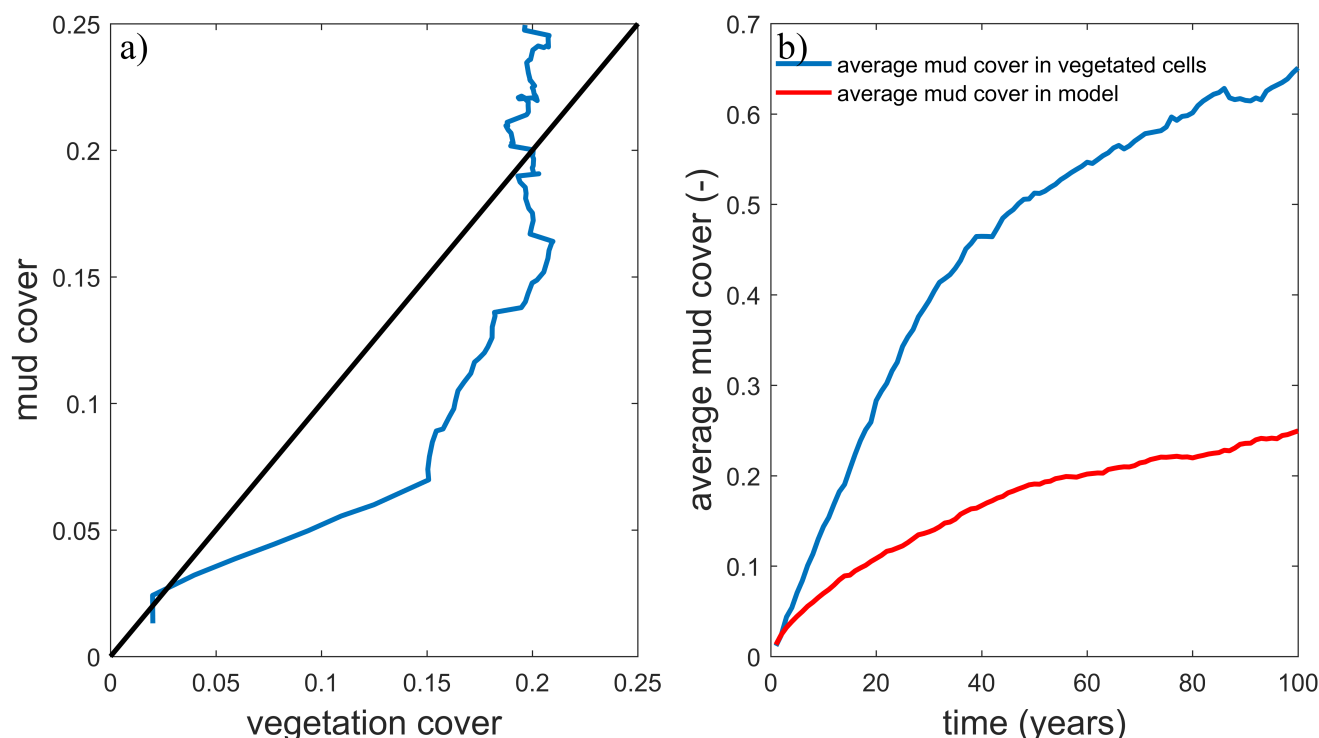 a)
0.25
0.2
0.15
0.1
0.05
0
mud cover
0 0.05 0.1 0.15 0.2 0.25
vegetation cover
b)
average mud cover in vegetated cells
average mud cover in model
0.7
0.6
0.5
0.4
0.3
0.2
0.1
0
average mud cover (-)
0 20 40 60 80 100
time (years)